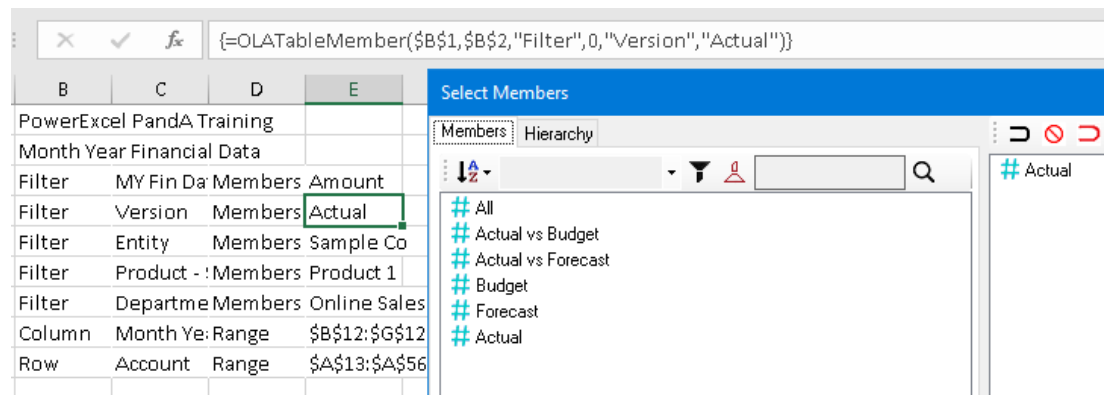 fx {=OLATableMember($B$1,$B$2,"Filter",0,"Version","Actual")}
B C D E
PowerExcel PandA Training
Month Year Financial Data
Filter MY Fin Da Members Amount
Filter Version Members Actual
Filter Entity Members Sample Co
Filter Product - Members Product 1
Filter Departme Members Online Sales
Column Month Ye Range $B$12:$G$12
Row Account Range $A$13:$A$56
Select Members
Members Hierarchy
AZ
# All
# Actual vs Budget
# Actual vs Forecast
# Budget
# Forecast
# Actual
# Actual